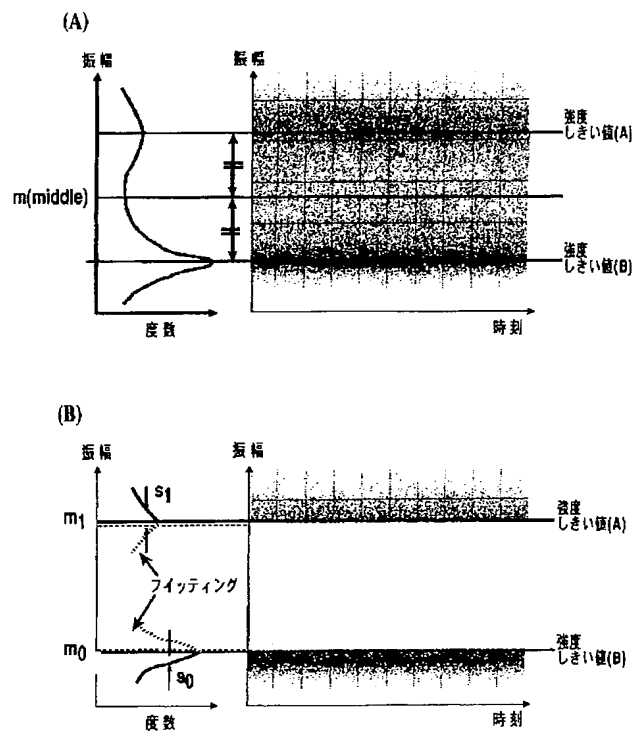 (A)
振幅
振幅
強度
しきい値(A)
m(middle)
強度
しきい値(B)
度数
時刻
(B)
振幅
振幅
S1
m1
強度
しきい値(A)
フイッティング
m0
強度
しきい値(B)
S0
度数
時刻